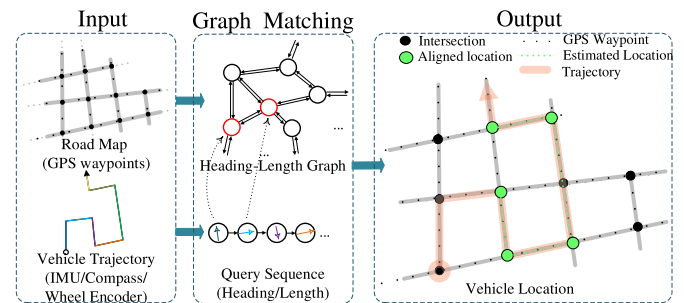 Input
Graph Matching
Output
Road Map
(GPS waypoints)
Vehicle Trajectory
(IMU/Compass/
Wheel Encoder)
...
...
Heading-Length Graph
...
Query Sequence
(Heading/Length)
Intersection
Aligned location
GPS Waypoint
Estimated Location
Trajectory
Vehicle Location